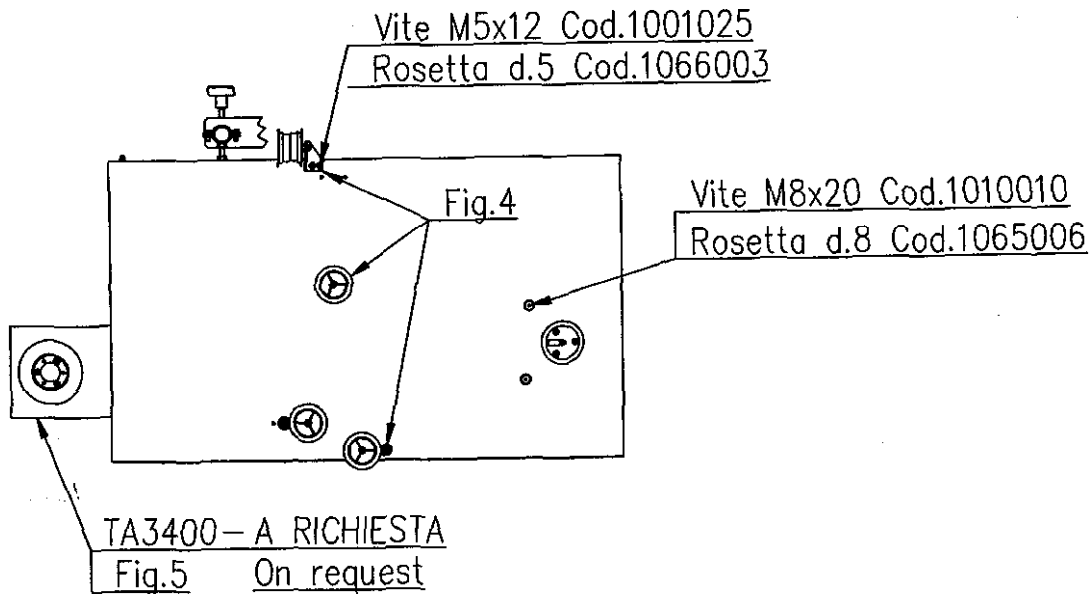 Vite M5x12 Cod.1001025
Rosetta d.5 Cod.1066003
Fig.4
Vite M8x20 Cod.1010010
Rosetta d.8 Cod.1065006
TA3400-A RICHIESTA
Fig.5 On request